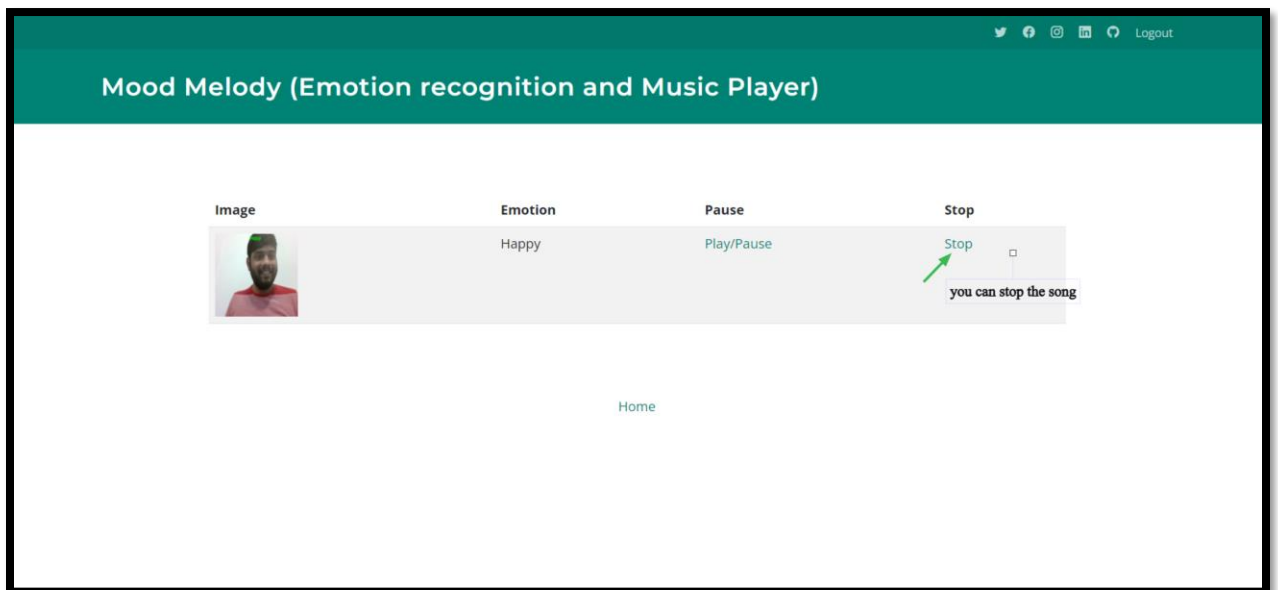 Logout
Mood Melody (Emotion recognition and Music Player)
Image Emotion Pause Stop
Happy Play/Pause Stop
you can stop the song
Home